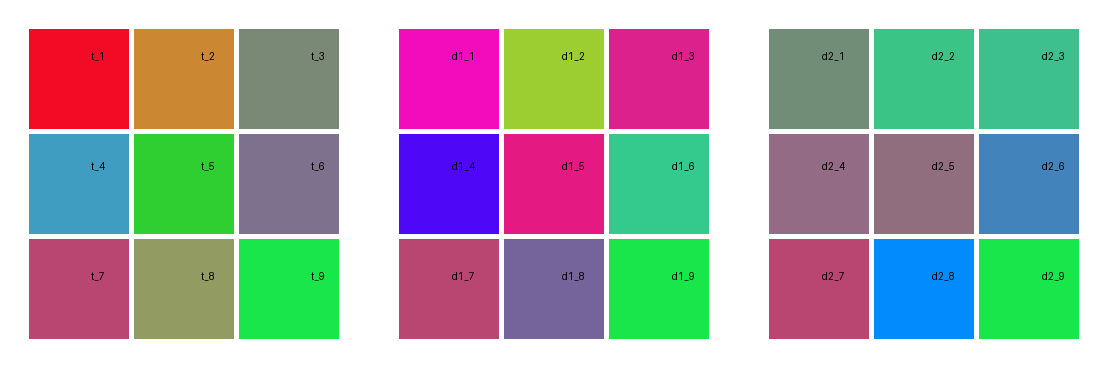 t_1 t_2 t_3 d1_1 d1_2 d1_3 d2_1 d2_2 d2_3
t_4 t_5 t_6 d1_4 d1_5 d1_6 d2_4 d2_5 d2_6
t_7 t_8 t_9 d1_7 d1_8 d1_9 d2_7 d2_8 d2_9